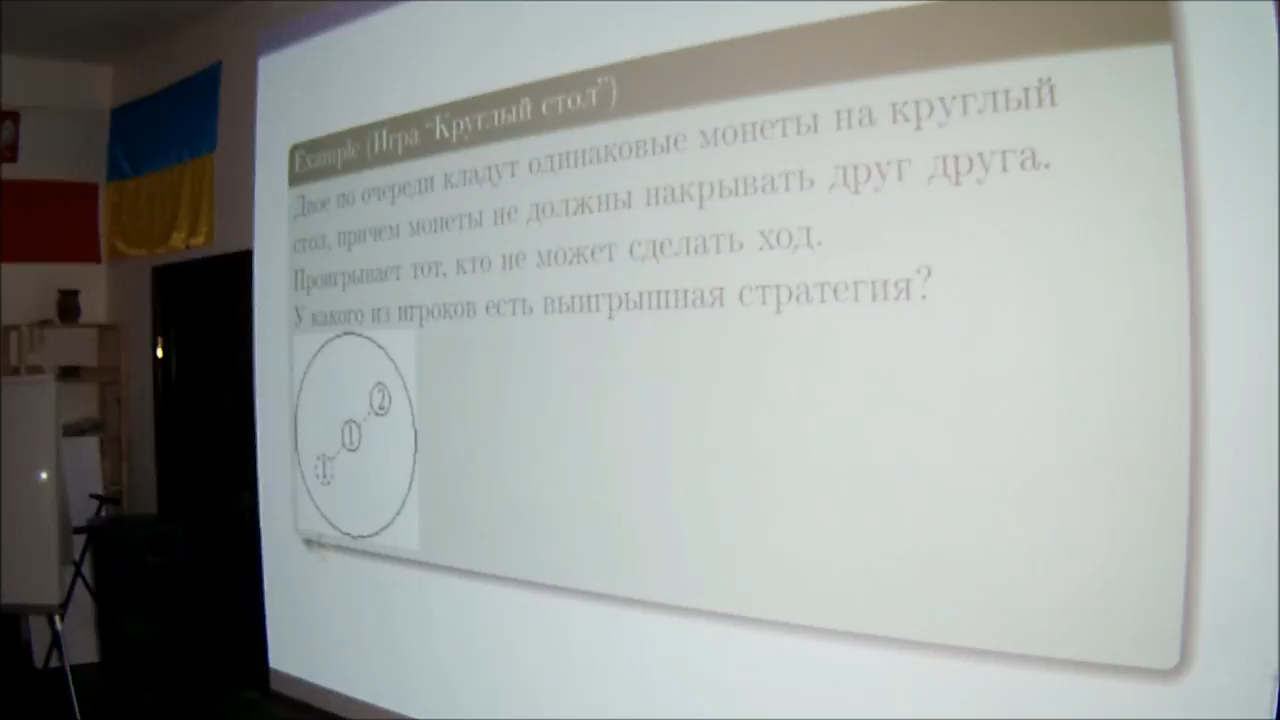 Example (Игра “Круглый стол”)
Двое по очереди кладут одинаковые монеты на круглый
стол, причем монеты не должны накрывать друг друга.
Проигрывает тот, кто не может сделать ход.
У какого из игроков есть выигрышная стратегия?
2
1
1